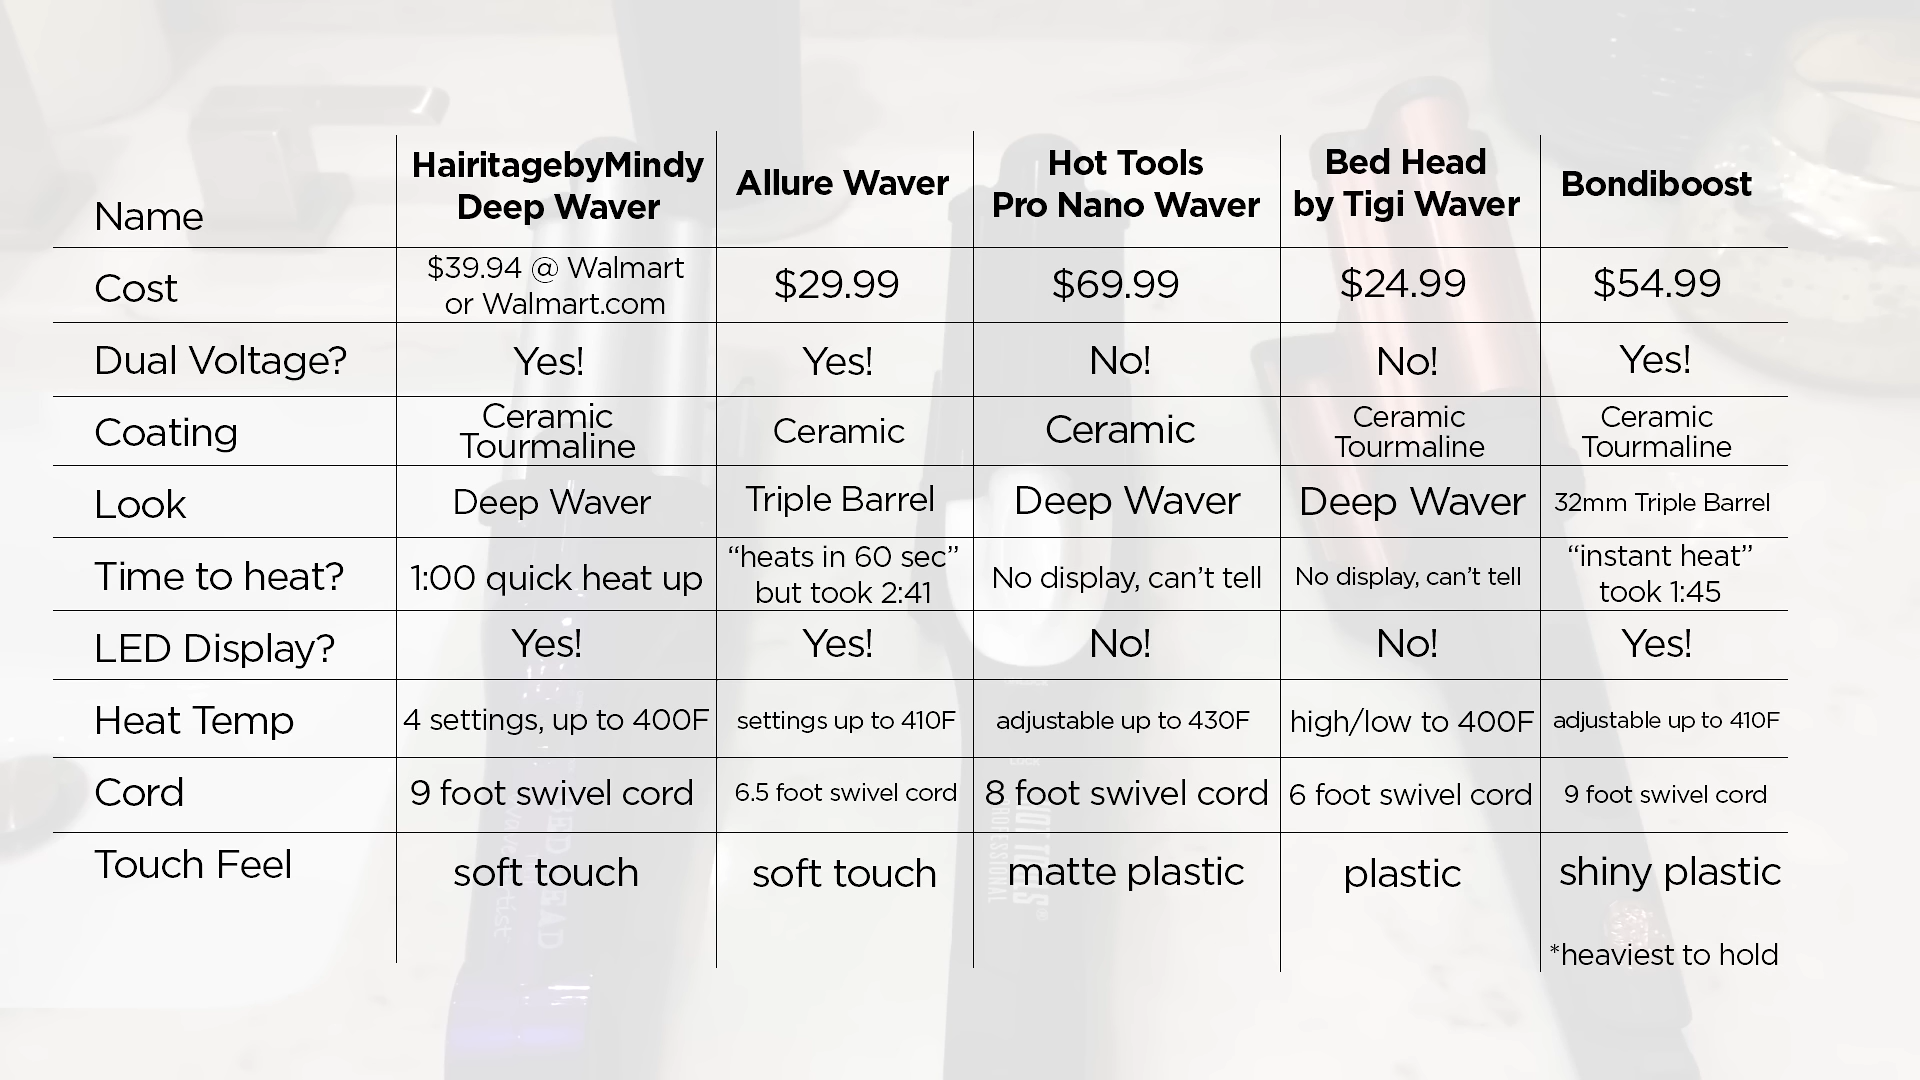 Name
HairitagebyMindy
Deep Waver
Allure Waver
Hot Tools
Pro Nano Waver
Bed Head
by Tigi Waver
Bondiboost
Cost
$39.94 @ Walmart
or Walmart.com
$29.99
$69.99
$24.99
$54.99
Dual Voltage?
Yes!
Yes!
No!
No!
Yes!
Coating
Ceramic
Tourmaline
Ceramic
Ceramic
Ceramic
Tourmaline
Ceramic
Tourmaline
Look
Deep Waver
Triple Barrel
Deep Waver
Deep Waver
32mm Triple Barrel
Time to heat?
1:00 quick heat up
“heats in 60 sec”
but took 2:41
No display, can’t tell
No display, can’t tell
“instant heat”
took 1:45
LED Display?
Yes!
Yes!
No!
No!
Yes!
Heat Temp
4 settings, up to 400F
settings up to 410F
adjustable up to 430F
high/low to 400F
adjustable up to 410F
Cord
9 foot swivel cord
6.5 foot swivel cord
8 foot swivel cord
6 foot swivel cord
9 foot swivel cord
Touch Feel
soft touch
soft touch
matte plastic
plastic
shiny plastic
*heaviest to hold
HOT TOOLS®
PROFESSIONAL